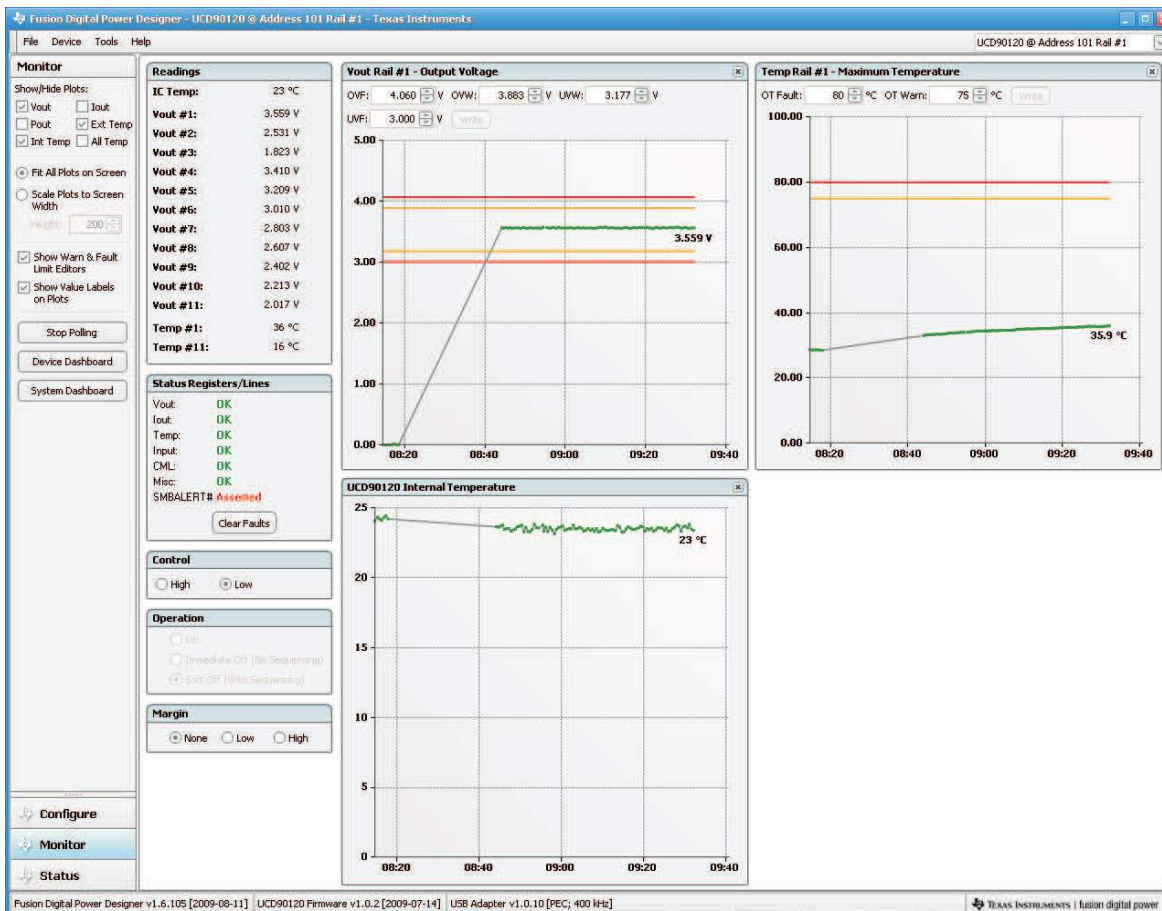 Fusion Digital Power Designer - UCD90120 @ Address 101 Rail #1 - Texas Instruments
File Device Tools Help
UCD90120 @ Address 101 Rail #1
Monitor
Show/Hide Plots:
Vout Iout
Pout Ext Temp
Int Temp All Temp
Fit All Plots on Screen
Scale Plots to Screen
Width
Height: 200
Show Warn & Fault
Limit Editors
Show Value Labels
on Plots
Stop Polling
Device Dashboard
System Dashboard
Configure
Monitor
Status
Readings
IC Temp: 23 °C
Vout #1: 3.559 V
Vout #2: 2.531 V
Vout #3: 1.823 V
Vout #4: 3.410 V
Vout #5: 3.209 V
Vout #6: 3.010 V
Vout #7: 2.803 V
Vout #8: 2.607 V
Vout #9: 2.402 V
Vout #10: 2.213 V
Vout #11: 2.017 V
Temp #1: 36 °C
Temp #11: 16 °C
Status Registers/Lines
Vout: OK
Iout: OK
Temp: OK
Input: OK
CML: OK
Misc: OK
SMBALERT# Asserted
Clear Faults
Control
High Low
Operation
On
Immediate Off (No Sequencing)
Soft Off (With Sequencing)
Margin
None Low High
Vout Rail #1 - Output Voltage
OVF: 4.060 V OVW: 3.883 V UVW: 3.177 V
UVF: 3.000 V Write
5.00
4.00
3.559 V
3.00
2.00
1.00
0.00
08:20 08:40 09:00 09:20 09:40
Temp Rail #1 - Maximum Temperature
OT Fault: 80 °C OT Warn: 75 °C Write
100.00
80.00
60.00
40.00
35.9 °C
20.00
0.00
08:20 08:40 09:00 09:20 09:40
UCD90120 Internal Temperature
25
23 °C
20
15
10
5
0
08:20 08:40 09:00 09:20 09:40
Fusion Digital Power Designer v1.6.105 [2009-08-11] UCD90120 Firmware v1.0.2 [2009-07-14] USB Adapter v1.0.10 [PEC; 400 kHz] TEXAS INSTRUMENTS | fusion digital power